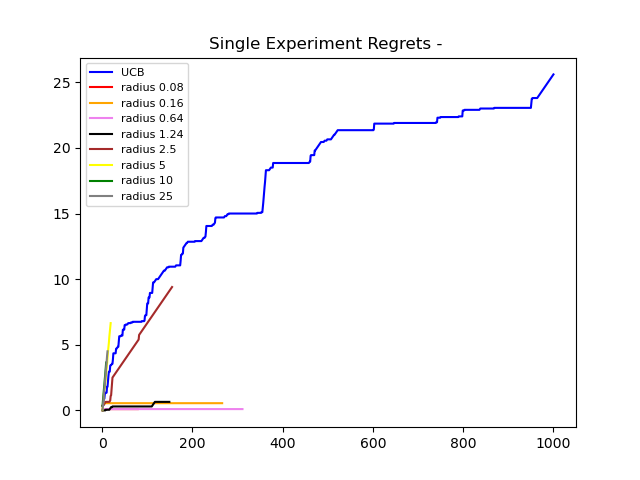 Single Experiment Regrets -
UCB
radius 0.08
radius 0.16
radius 0.64
radius 1.24
radius 2.5
radius 5
radius 10
radius 25
25
20
15
10
5
0
0 200 400 600 800 1000